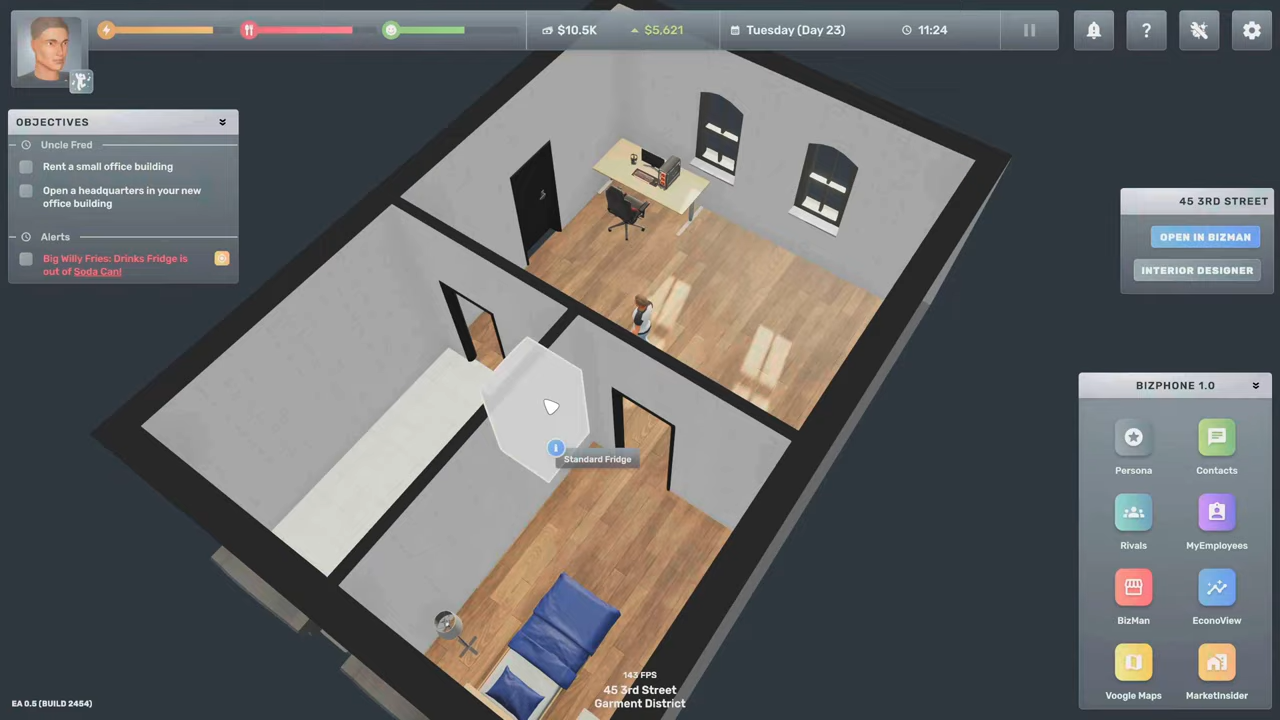 $10.5K
$5,621
Tuesday (Day 23)
11:24
?
OBJECTIVES
Uncle Fred
Rent a small office building
Open a headquarters in your new
office building
Alerts
Big Willy Fries: Drinks Fridge is
out of Soda Can!
45 3RD STREET
OPEN IN BIZMAN
INTERIOR DESIGNER
i
Standard Fridge
BIZPHONE 1.0
Persona
Contacts
Rivals
MyEmployees
BizMan
EconoView
Voogle Maps
MarketInsider
143 FPS
45 3rd Street
Garment District
EA 0.5 (BUILD 2454)